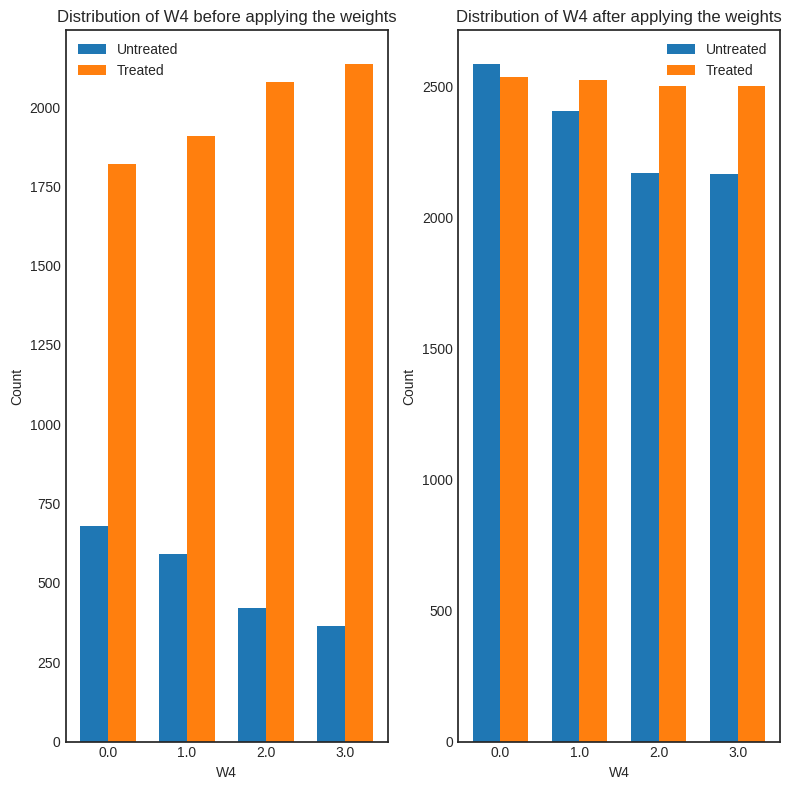 Distribution of W4 before applying the weights
Untreated
Treated
2000
1750
1500
1250
1000
750
500
250
0
Count
0.0 1.0 2.0 3.0
W4
Distribution of W4 after applying the weights
Untreated
Treated
2500
2000
1500
1000
500
0
Count
0.0 1.0 2.0 3.0
W4